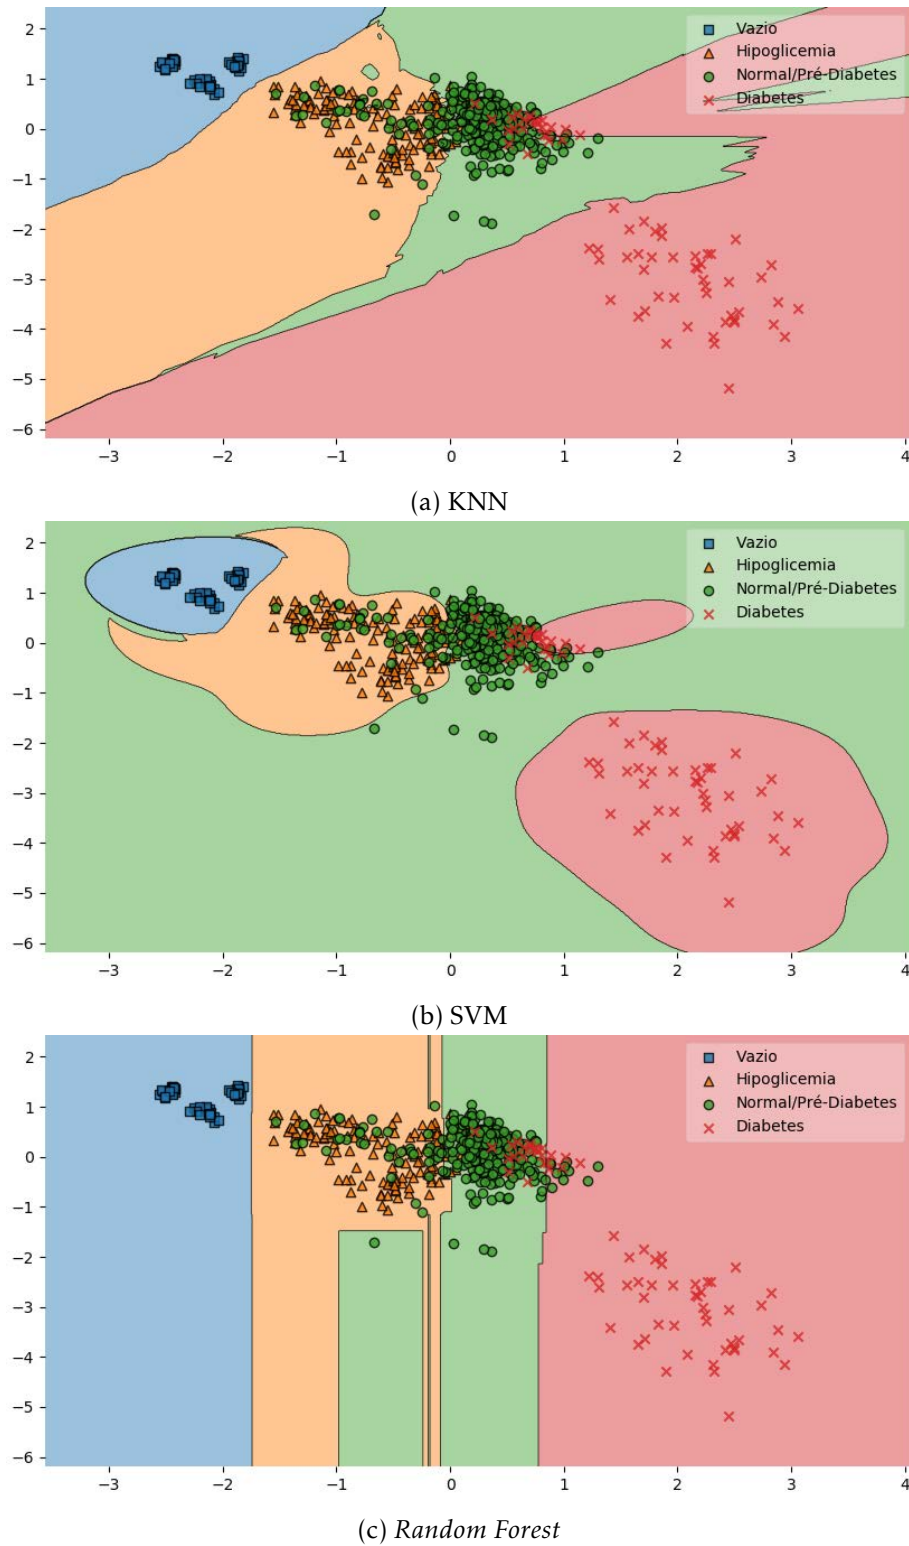 2
1
0
−1
−2
−3
−4
−5
−6
Vazio
Hipoglicemia
Normal/Pré-Diabetes
Diabetes
−3 −2 −1 0 1 2 3 4
(a) KNN
2
1
0
−1
−2
−3
−4
−5
−6
Vazio
Hipoglicemia
Normal/Pré-Diabetes
Diabetes
−3 −2 −1 0 1 2 3 4
(b) SVM
2
1
0
−1
−2
−3
−4
−5
−6
Vazio
Hipoglicemia
Normal/Pré-Diabetes
Diabetes
−3 −2 −1 0 1 2 3 4
(c) Random Forest